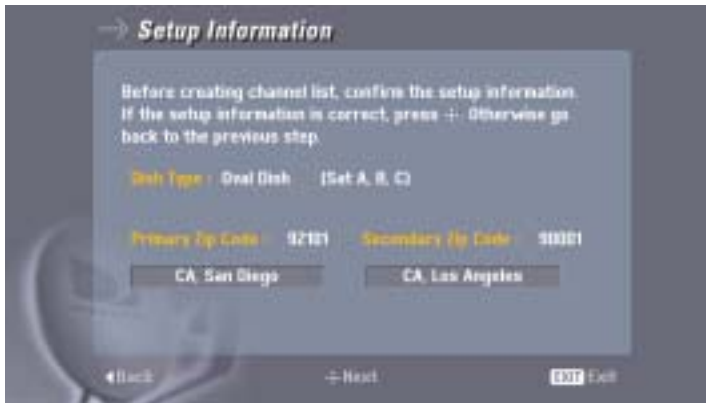 Setup Information
Before creating channel list, confirm the setup information.
If the setup information is correct, press ÷ Otherwise go
back to the previous step.
Dish Type : Oval Dish (Sat A, B, C)
Primary Zip Code : 92101 Secondary Zip Code : 90001
CA, San Diego CA, Los Angeles
Back Next EXIT Exit